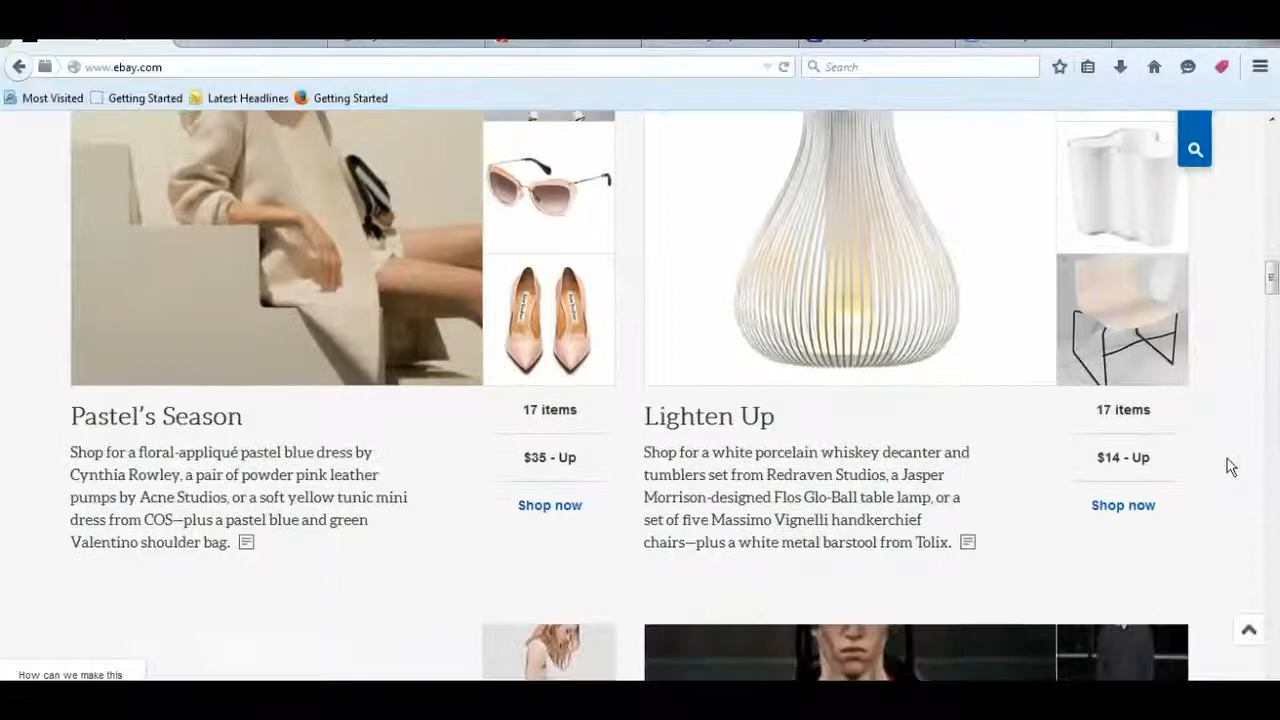 www.ebay.com
Search
Most Visited
Getting Started
Latest Headlines
Getting Started
Pastel's Season
17 items
Shop for a floral-appliqué pastel blue dress by
Cynthia Rowley, a pair of powder pink leather
pumps by Acne Studios, or a soft yellow tunic mini
dress from COS—plus a pastel blue and green
Valentino shoulder bag.
$35 - Up
Shop now
Lighten Up
17 items
Shop for a white porcelain whiskey decanter and
tumblers set from Redraven Studios, a Jasper
Morrison-designed Flos Glo-Ball table lamp, or a
set of five Massimo Vignelli handkerchief
chairs—plus a white metal barstool from Tolix.
$14 - Up
Shop now
How can we make this